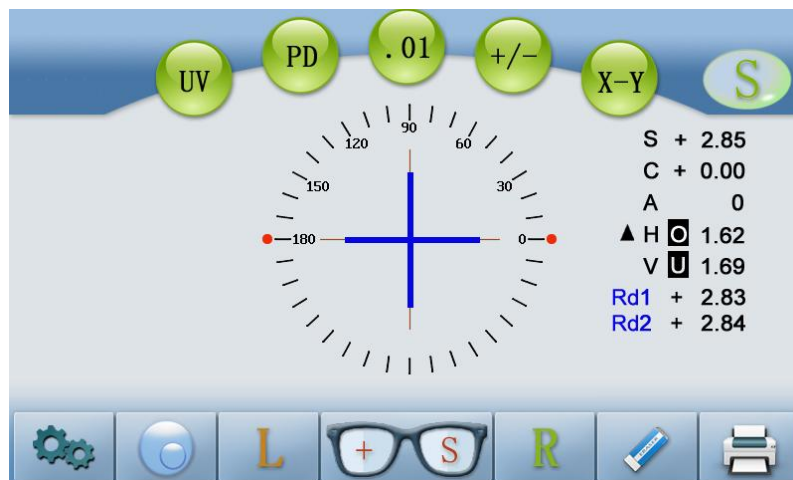 UV
PD
.01
+/-
X-Y
S
90
120
60
150
30
180
0
S + 2.85
C + 0.00
A 0
▲ H O 1.62
V U 1.69
Rd1 + 2.83
Rd2 + 2.84
L
+ S
R